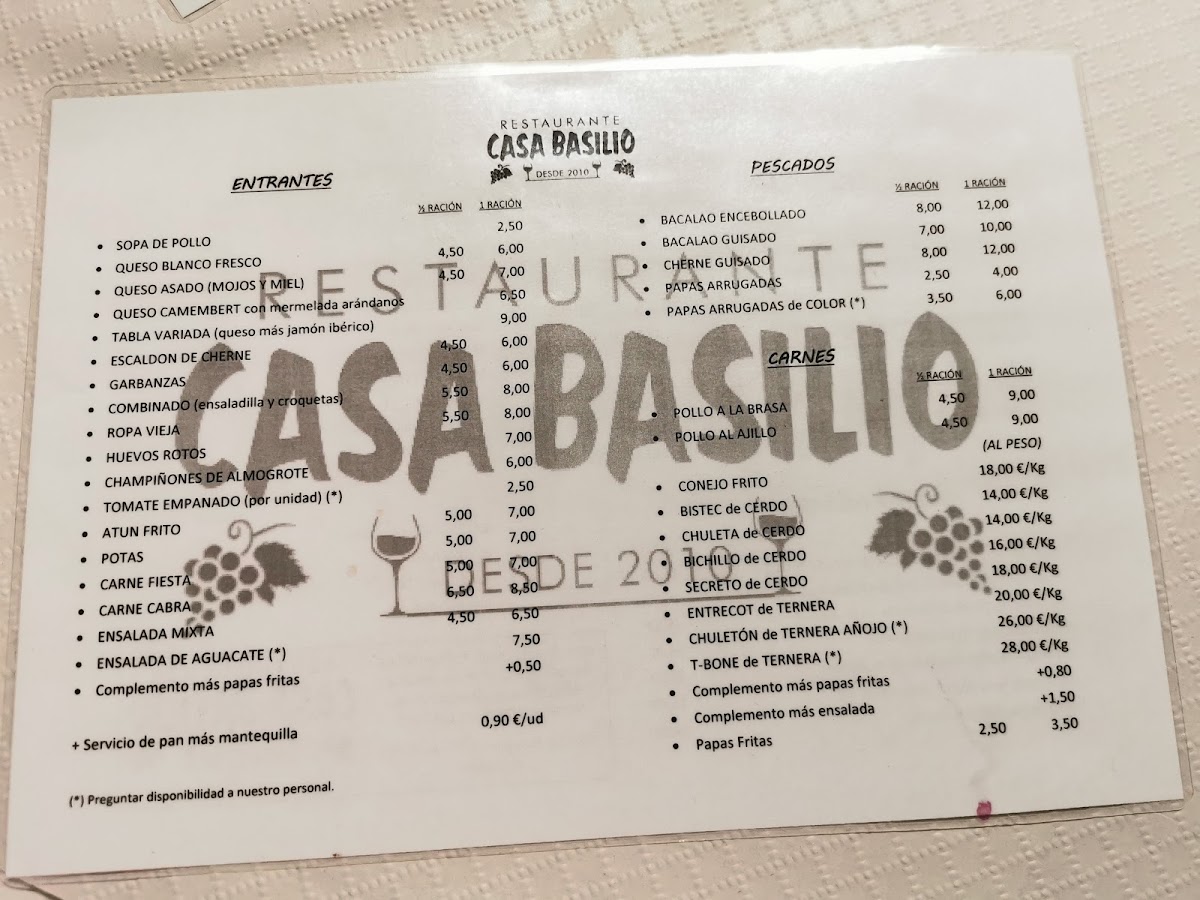 RESTAURANTE
CASA BASILIO
DESDE 2010
ENTRANTES
½ RACIÓN 1 RACIÓN
• SOPA DE POLLO 2,50
• QUESO BLANCO FRESCO 4,50 6,00
• QUESO ASADO (MOJOS Y MIEL) 4,50 7,00
• QUESO CAMEMBERT con mermelada arándanos 6,50
• TABLA VARIADA (queso más jamón ibérico) 9,00
• ESCALDON DE CHERNE 4,50 6,00
• GARBANZAS 4,50 6,00
• COMBINADO (ensaladilla y croquetas) 5,50 8,00
• ROPA VIEJA 5,50 8,00
• HUEVOS ROTOS 7,00
• CHAMPIÑONES DE ALMOGROTE 6,00
• TOMATE EMPANADO (por unidad) (*) 2,50
• ATUN FRITO 5,00 7,00
• POTAS 5,00 7,00
• CARNE FIESTA 5,00 7,00
• CARNE CABRA 6,50 8,50
• ENSALADA MIXTA 4,50 6,50
• ENSALADA DE AGUACATE (*) 7,50
• Complemento más papas fritas +0,50
+ Servicio de pan más mantequilla 0,90 €/ud
(*) Preguntar disponibilidad a nuestro personal.
PESCADOS
½ RACIÓN 1 RACIÓN
• BACALAO ENCEBOLLADO 8,00 12,00
• BACALAO GUISADO 7,00 10,00
• CHERNE GUISADO 8,00 12,00
• PAPAS ARRUGADAS 2,50 4,00
• PAPAS ARRUGADAS de COLOR (*) 3,50 6,00
CARNES
½ RACIÓN 1 RACIÓN
• POLLO A LA BRASA 4,50 9,00
• POLLO AL AJILLO 4,50 9,00
(AL PESO)
• CONEJO FRITO 18,00 €/Kg
• BISTEC de CERDO 14,00 €/Kg
• CHULETA de CERDO 14,00 €/Kg
• BICHILLO de CERDO 16,00 €/Kg
• SECRETO de CERDO 18,00 €/Kg
• ENTRECOT de TERNERA 20,00 €/Kg
• CHULETÓN de TERNERA AÑOJO (*) 26,00 €/Kg
• T-BONE de TERNERA (*) 28,00 €/Kg
• Complemento más papas fritas +0,80
• Complemento más ensalada +1,50
• Papas Fritas 2,50 3,50
RESTAURANTE
CASA BASILIO
DESDE 2010